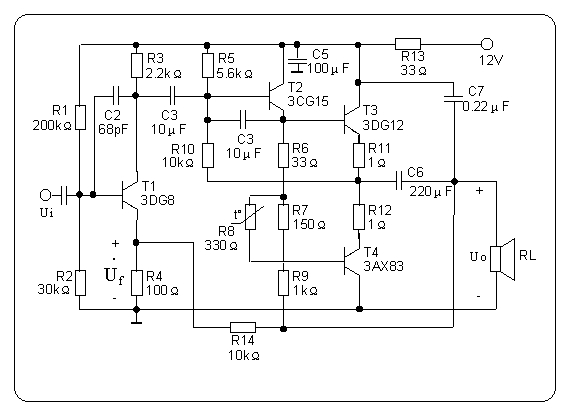 R3
2.2kΩ
R5
5.6kΩ
C5
100μF
R13
33Ω
12V
T2
3CG15
R1
200kΩ
C2
68pF
C3
10μF
T3
3DG12
C7
0.22μF
C3
10μF
R10
10kΩ
R6
33Ω
R11
1Ω
C6
220μF
T1
3DG8
Ui
t°
R8
330Ω
R7
150Ω
R12
1Ω
+
Uf
-
T4
3AX83
+
Uo
-
RL
R2
30kΩ
R4
100Ω
R9
1kΩ
R14
10kΩ